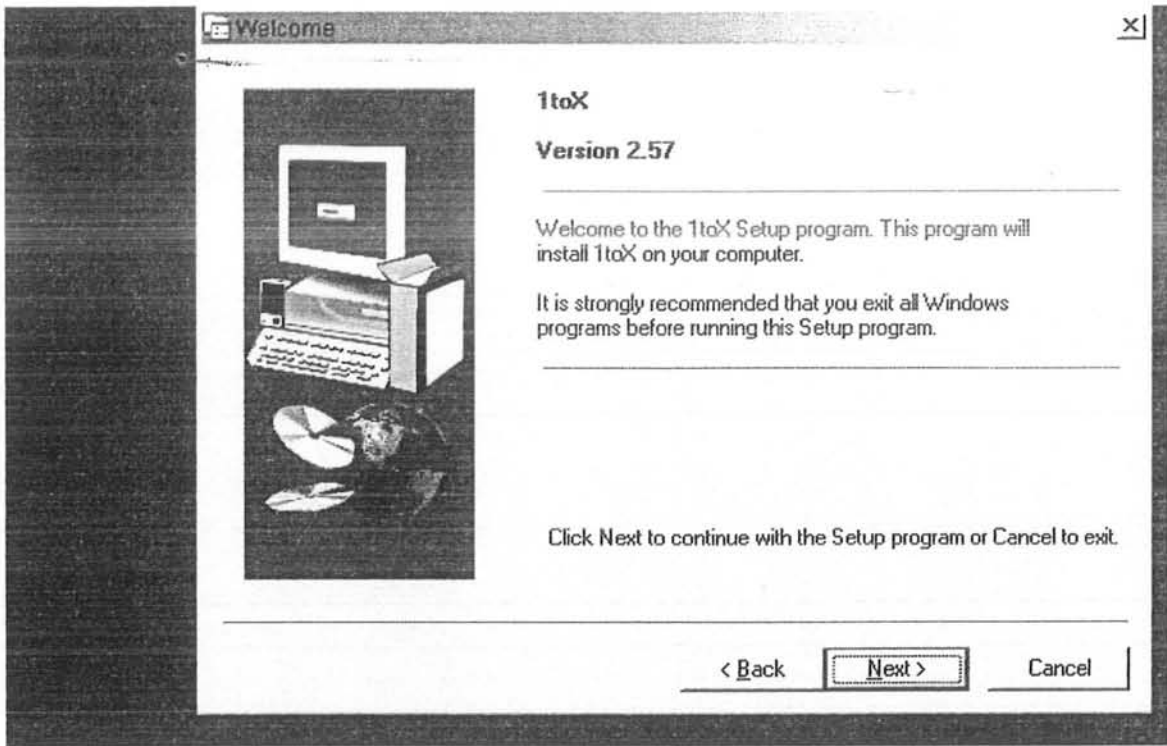 Welcome
1toX
Version 2.57
Welcome to the 1toX Setup program. This program will
install 1toX on your computer.
It is strongly recommended that you exit all Windows
programs before running this Setup program.
Click Next to continue with the Setup program or Cancel to exit.
< Back
Next >
Cancel